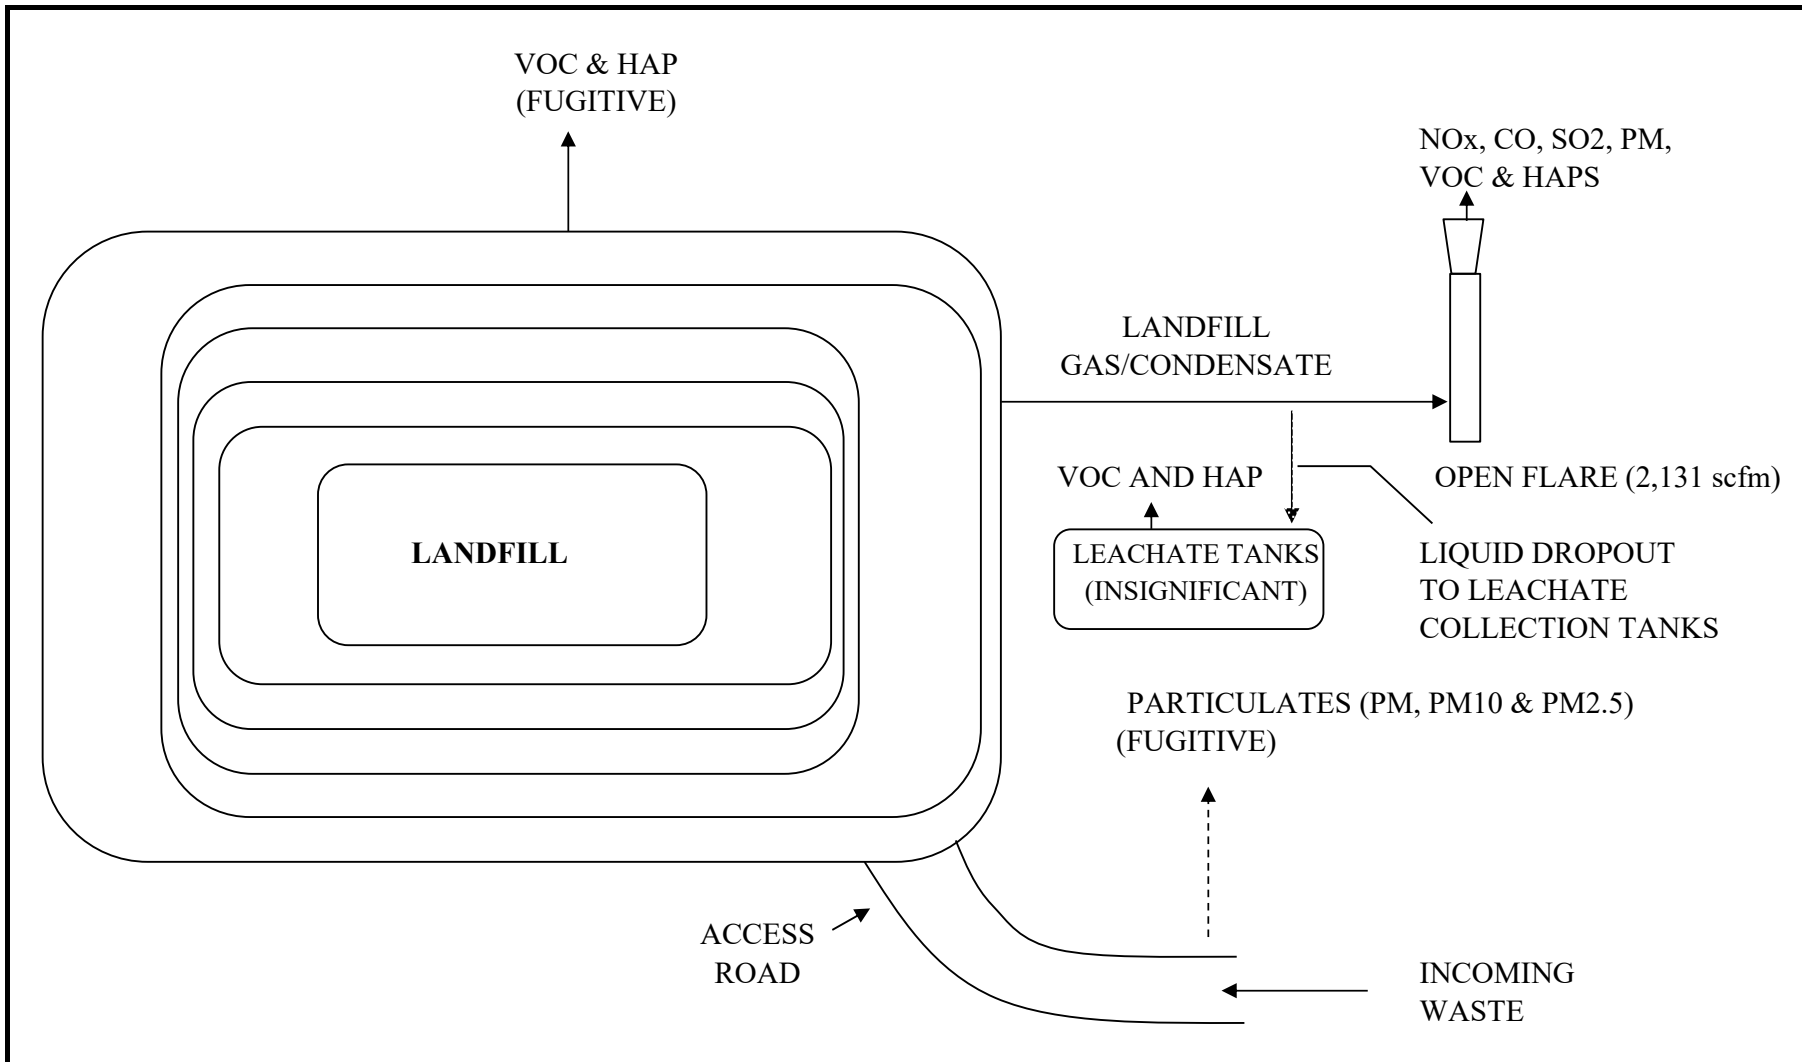 VOC & HAP
(FUGITIVE)
NOx, CO, SO2, PM,
VOC & HAPS
LANDFILL
GAS/CONDENSATE
VOC AND HAP
OPEN FLARE (2,131 scfm)
LANDFILL
LEACHATE TANKS
(INSIGNIFICANT)
LIQUID DROPOUT
TO LEACHATE
COLLECTION TANKS
PARTICULATES (PM, PM10 & PM2.5)
(FUGITIVE)
ACCESS
ROAD
INCOMING
WASTE